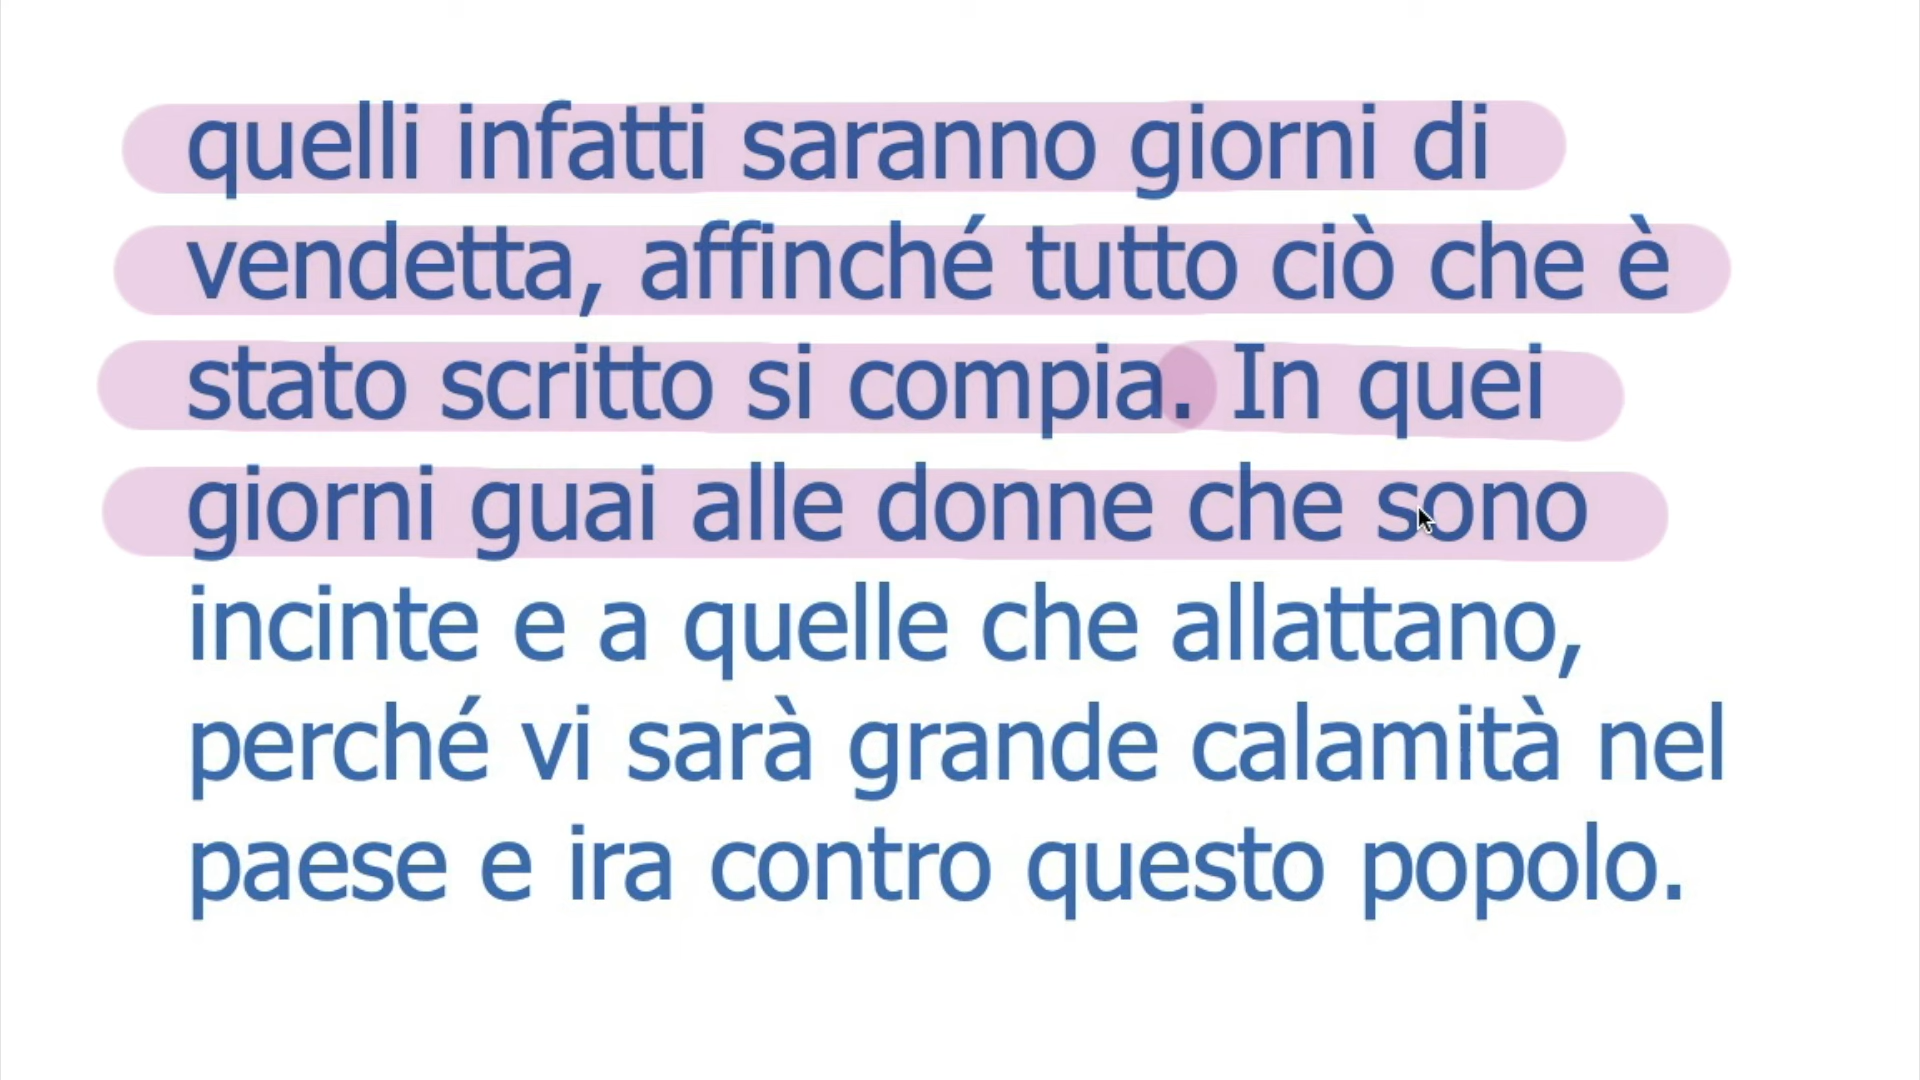 quelli infatti saranno giorni di
vendetta, affinché tutto ciò che è
stato scritto si compia. In quei
giorni guai alle donne che sono
incinte e a quelle che allattano,
perché vi sarà grande calamità nel
paese e ira contro questo popolo.